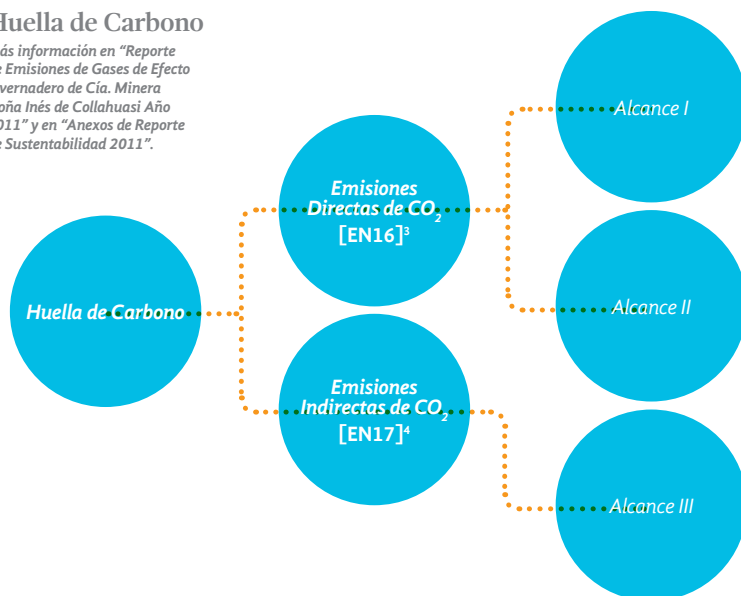 Huella de Carbono
ás información en “Reporte
e Emisiones de Gases de Efecto
vernadero de Cía. Minera
oña Inés de Collahuasi Año
011” y en “Anexos de Reporte
e Sustentabilidad 2011”.
Huella de Carbono
Emisiones
Directas de CO₂
[EN16]³
Emisiones
Indirectas de CO₂
[EN17]⁴
Alcance I
Alcance II
Alcance III